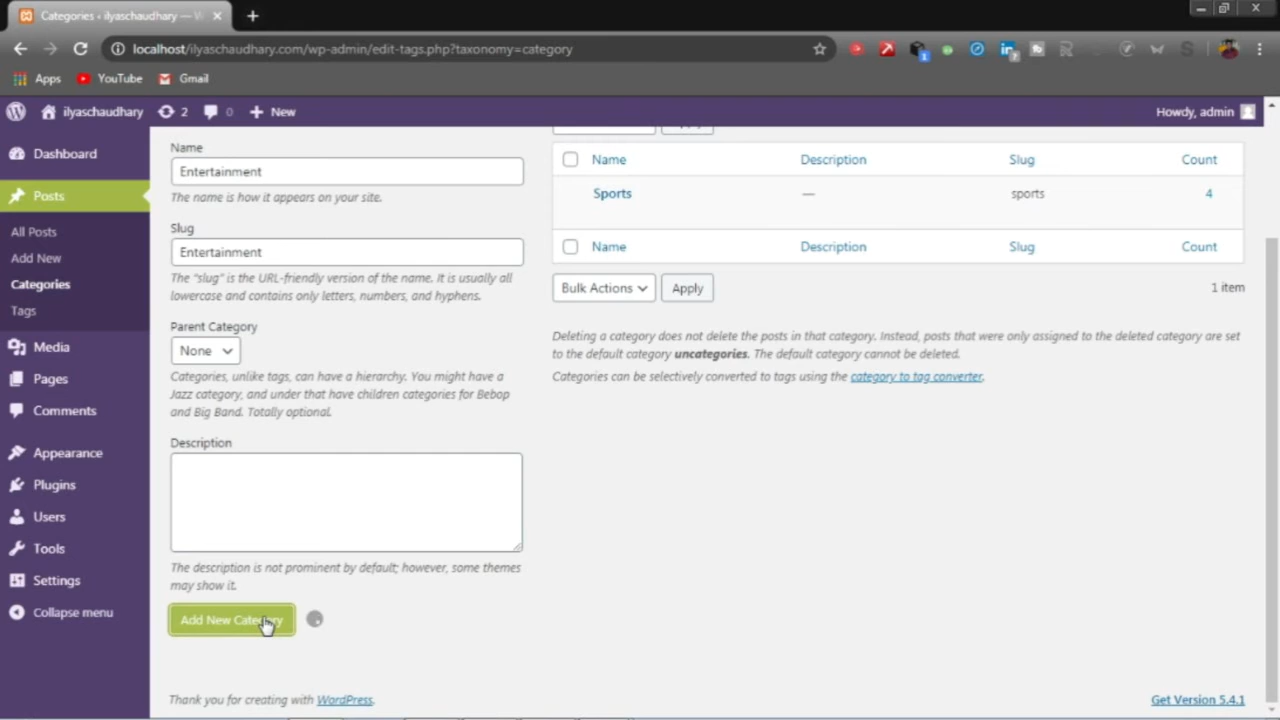 Categories ‹ ilyaschaudhary — W
localhost/ilyaschaudhary.com/wp-admin/edit-tags.php?taxonomy=category
Apps
YouTube
Gmail
ilyaschaudhary
2
0
New
Howdy, admin
Dashboard
Posts
All Posts
Add New
Categories
Tags
Media
Pages
Comments
Appearance
Plugins
Users
Tools
Settings
Collapse menu
Name
Entertainment
The name is how it appears on your site.
Slug
Entertainment
The “slug” is the URL-friendly version of the name. It is usually all
lowercase and contains only letters, numbers, and hyphens.
Parent Category
None
Categories, unlike tags, can have a hierarchy. You might have a
Jazz category, and under that have children categories for Bebop
and Big Band. Totally optional.
Description
The description is not prominent by default; however, some themes
may show it.
Add New Category
Name Description Slug Count
Sports — sports 4
Name Description Slug Count
Bulk Actions
Apply
1 item
Deleting a category does not delete the posts in that category. Instead, posts that were only assigned to the deleted category are set
to the default category uncategories. The default category cannot be deleted.
Categories can be selectively converted to tags using the category to tag converter.
Thank you for creating with WordPress.
Get Version 5.4.1